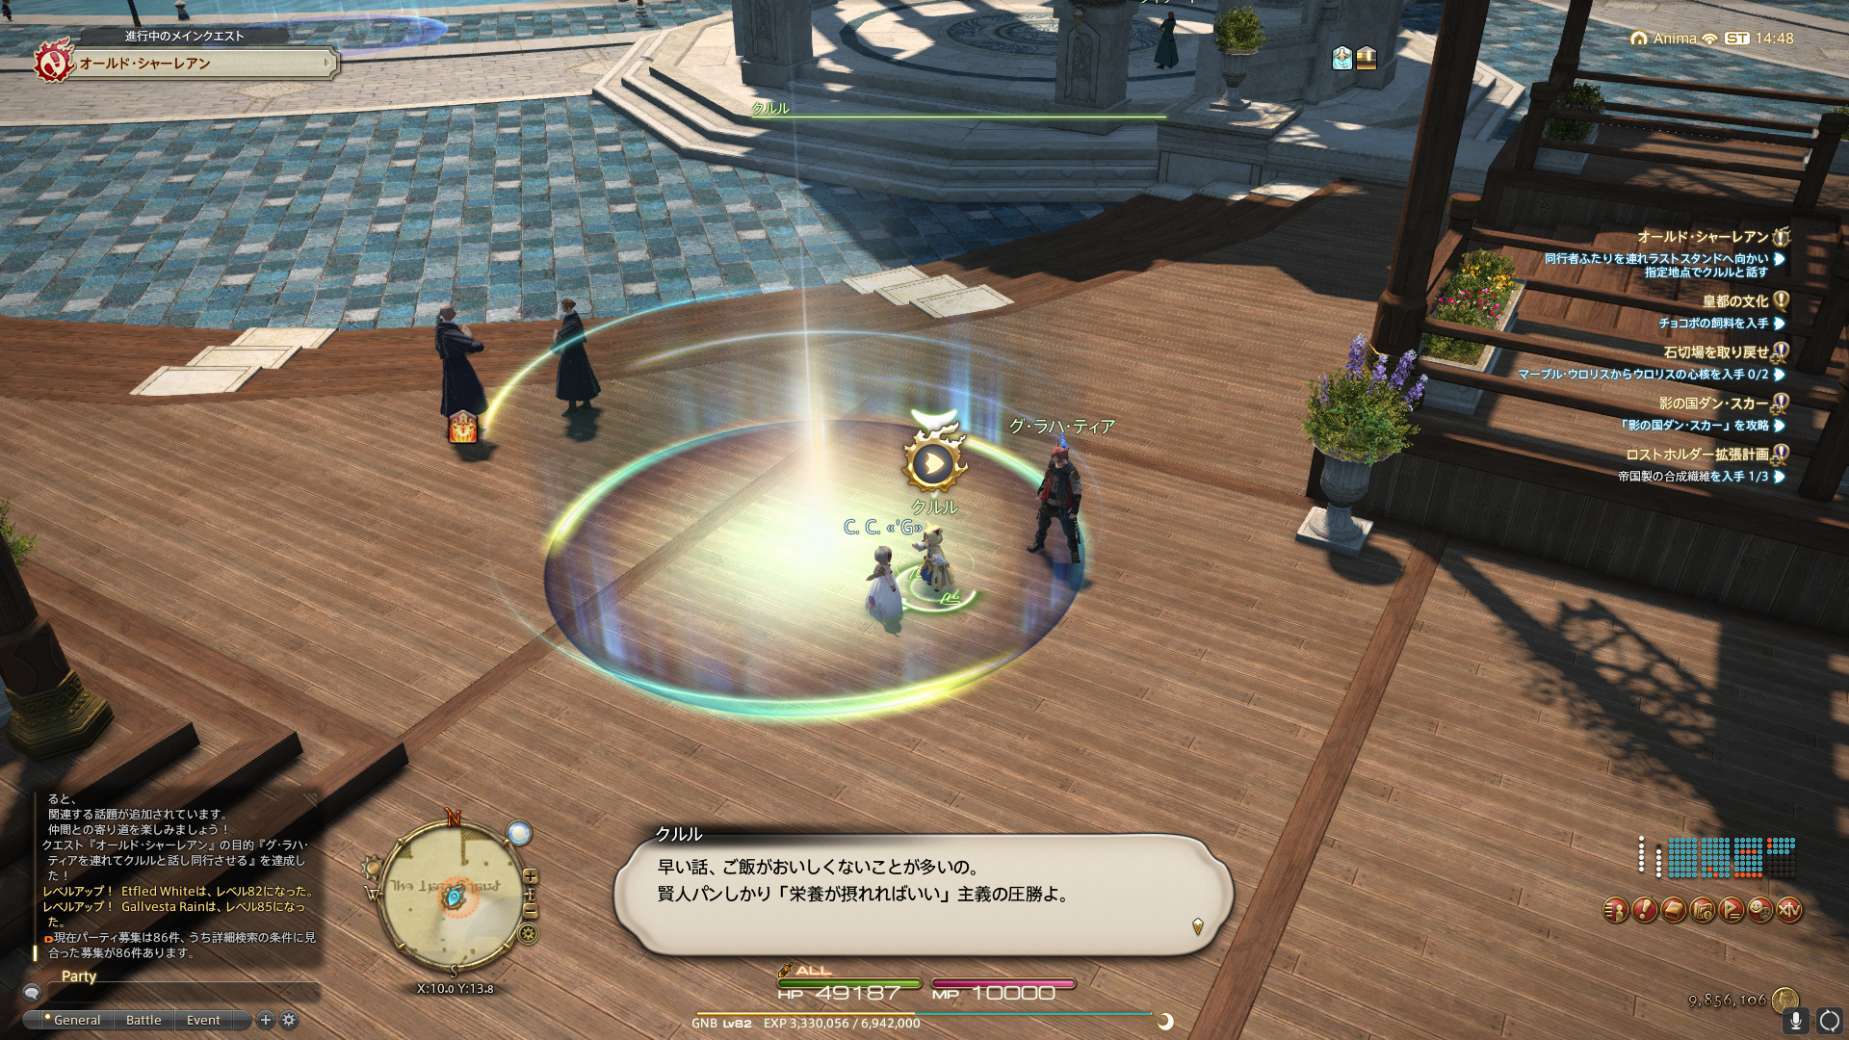 進行中のメインクエスト
オールド・シャーレアン
Anima ST 14:48
クルル
オールド・シャーレアン
同行者ふたりを連れラストスタンドへ向かい
指定地点でクルルと話す
皇都の文化
チョコボの飼料を入手
石切場を取り戻せ
マーブル・ウロリスからウロリスの心核を入手 0/2
影の国ダン・スカー
「影の国ダン・スカー」を攻略
ロストホルダー拡張計画
帝国製の合成繊維を入手 1/3
グ・ラハ・ティア
クルル
C. C. «'G»
ると、
関連する話題が追加されています。
仲間との寄り道を楽しみましょう！
クエスト『オールド・シャーレアン』の目的『グ・ラハ・
ティアを連れてクルルと話し同行させる』を達成し
た！
レベルアップ！ Etfled Whiteは、レベル82になった。
レベルアップ！ Gallvesta Rainは、レベル85になっ
た。
現在パーティ募集は86件、うち詳細検索の条件に見
合った募集が86件あります。
Party
General Battle Event
N
The Last Stand
S
X:10.0 Y:13.8
クルル
早い話、ご飯がおいしくないことが多いの。
賢人パンしかり「栄養が摂れればいい」主義の圧勝よ。
ALL
HP 49187 MP 10000
GNB Lv82 EXP 3,330,056 / 6,942,000
XIV
9,856,106